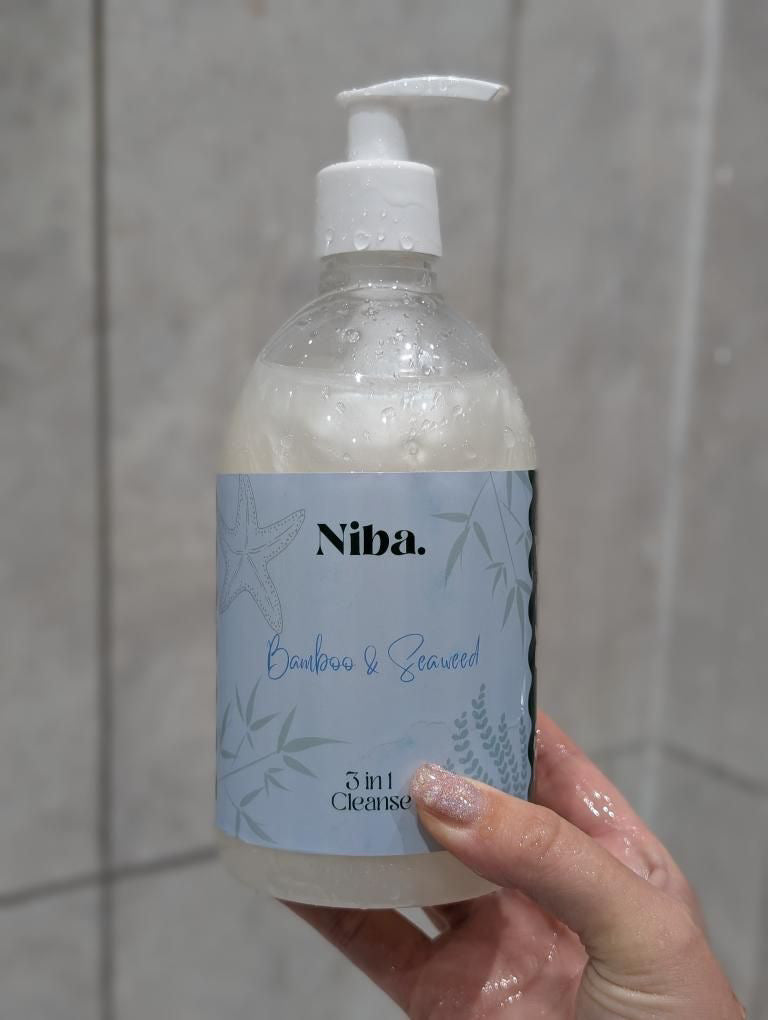 Niba.
Bamboo & Seaweed
3 in 1
Cleanse